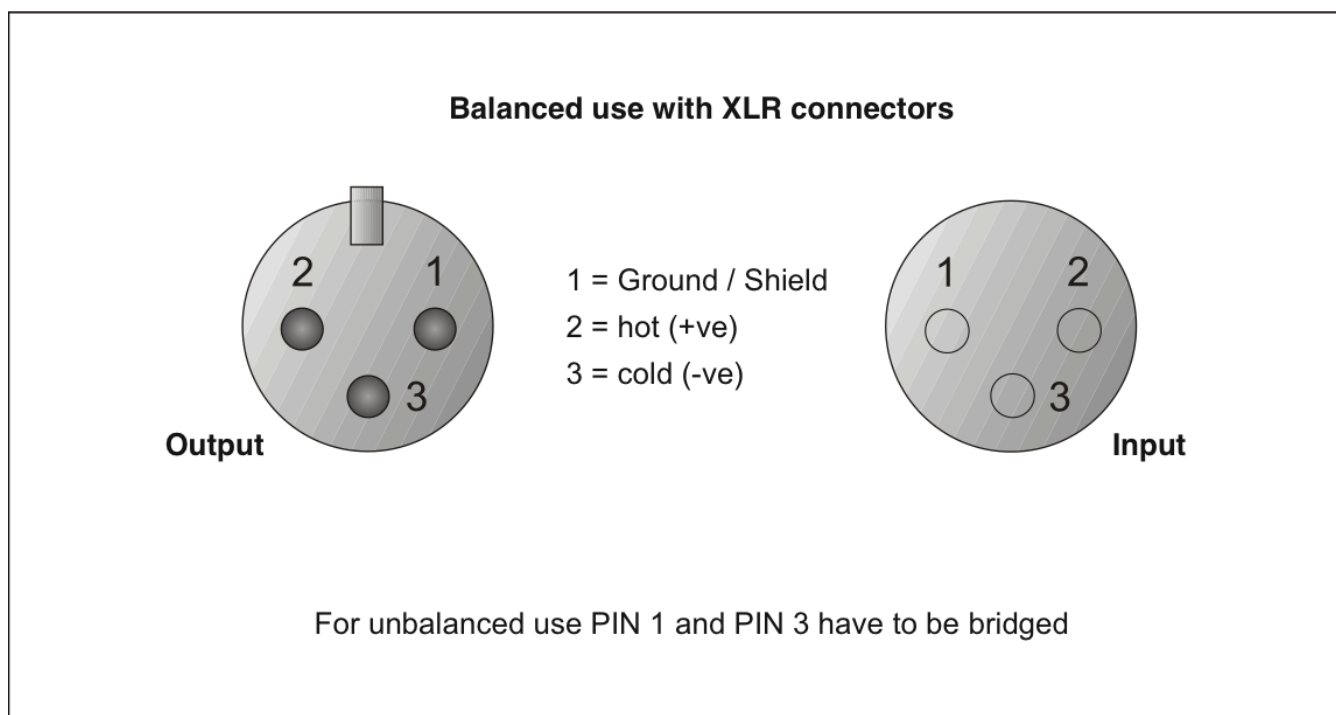 Balanced use with XLR connectors
2 1
3
Output
1 = Ground / Shield
2 = hot (+ve)
3 = cold (-ve)
1 2
3
Input
For unbalanced use PIN 1 and PIN 3 have to be bridged